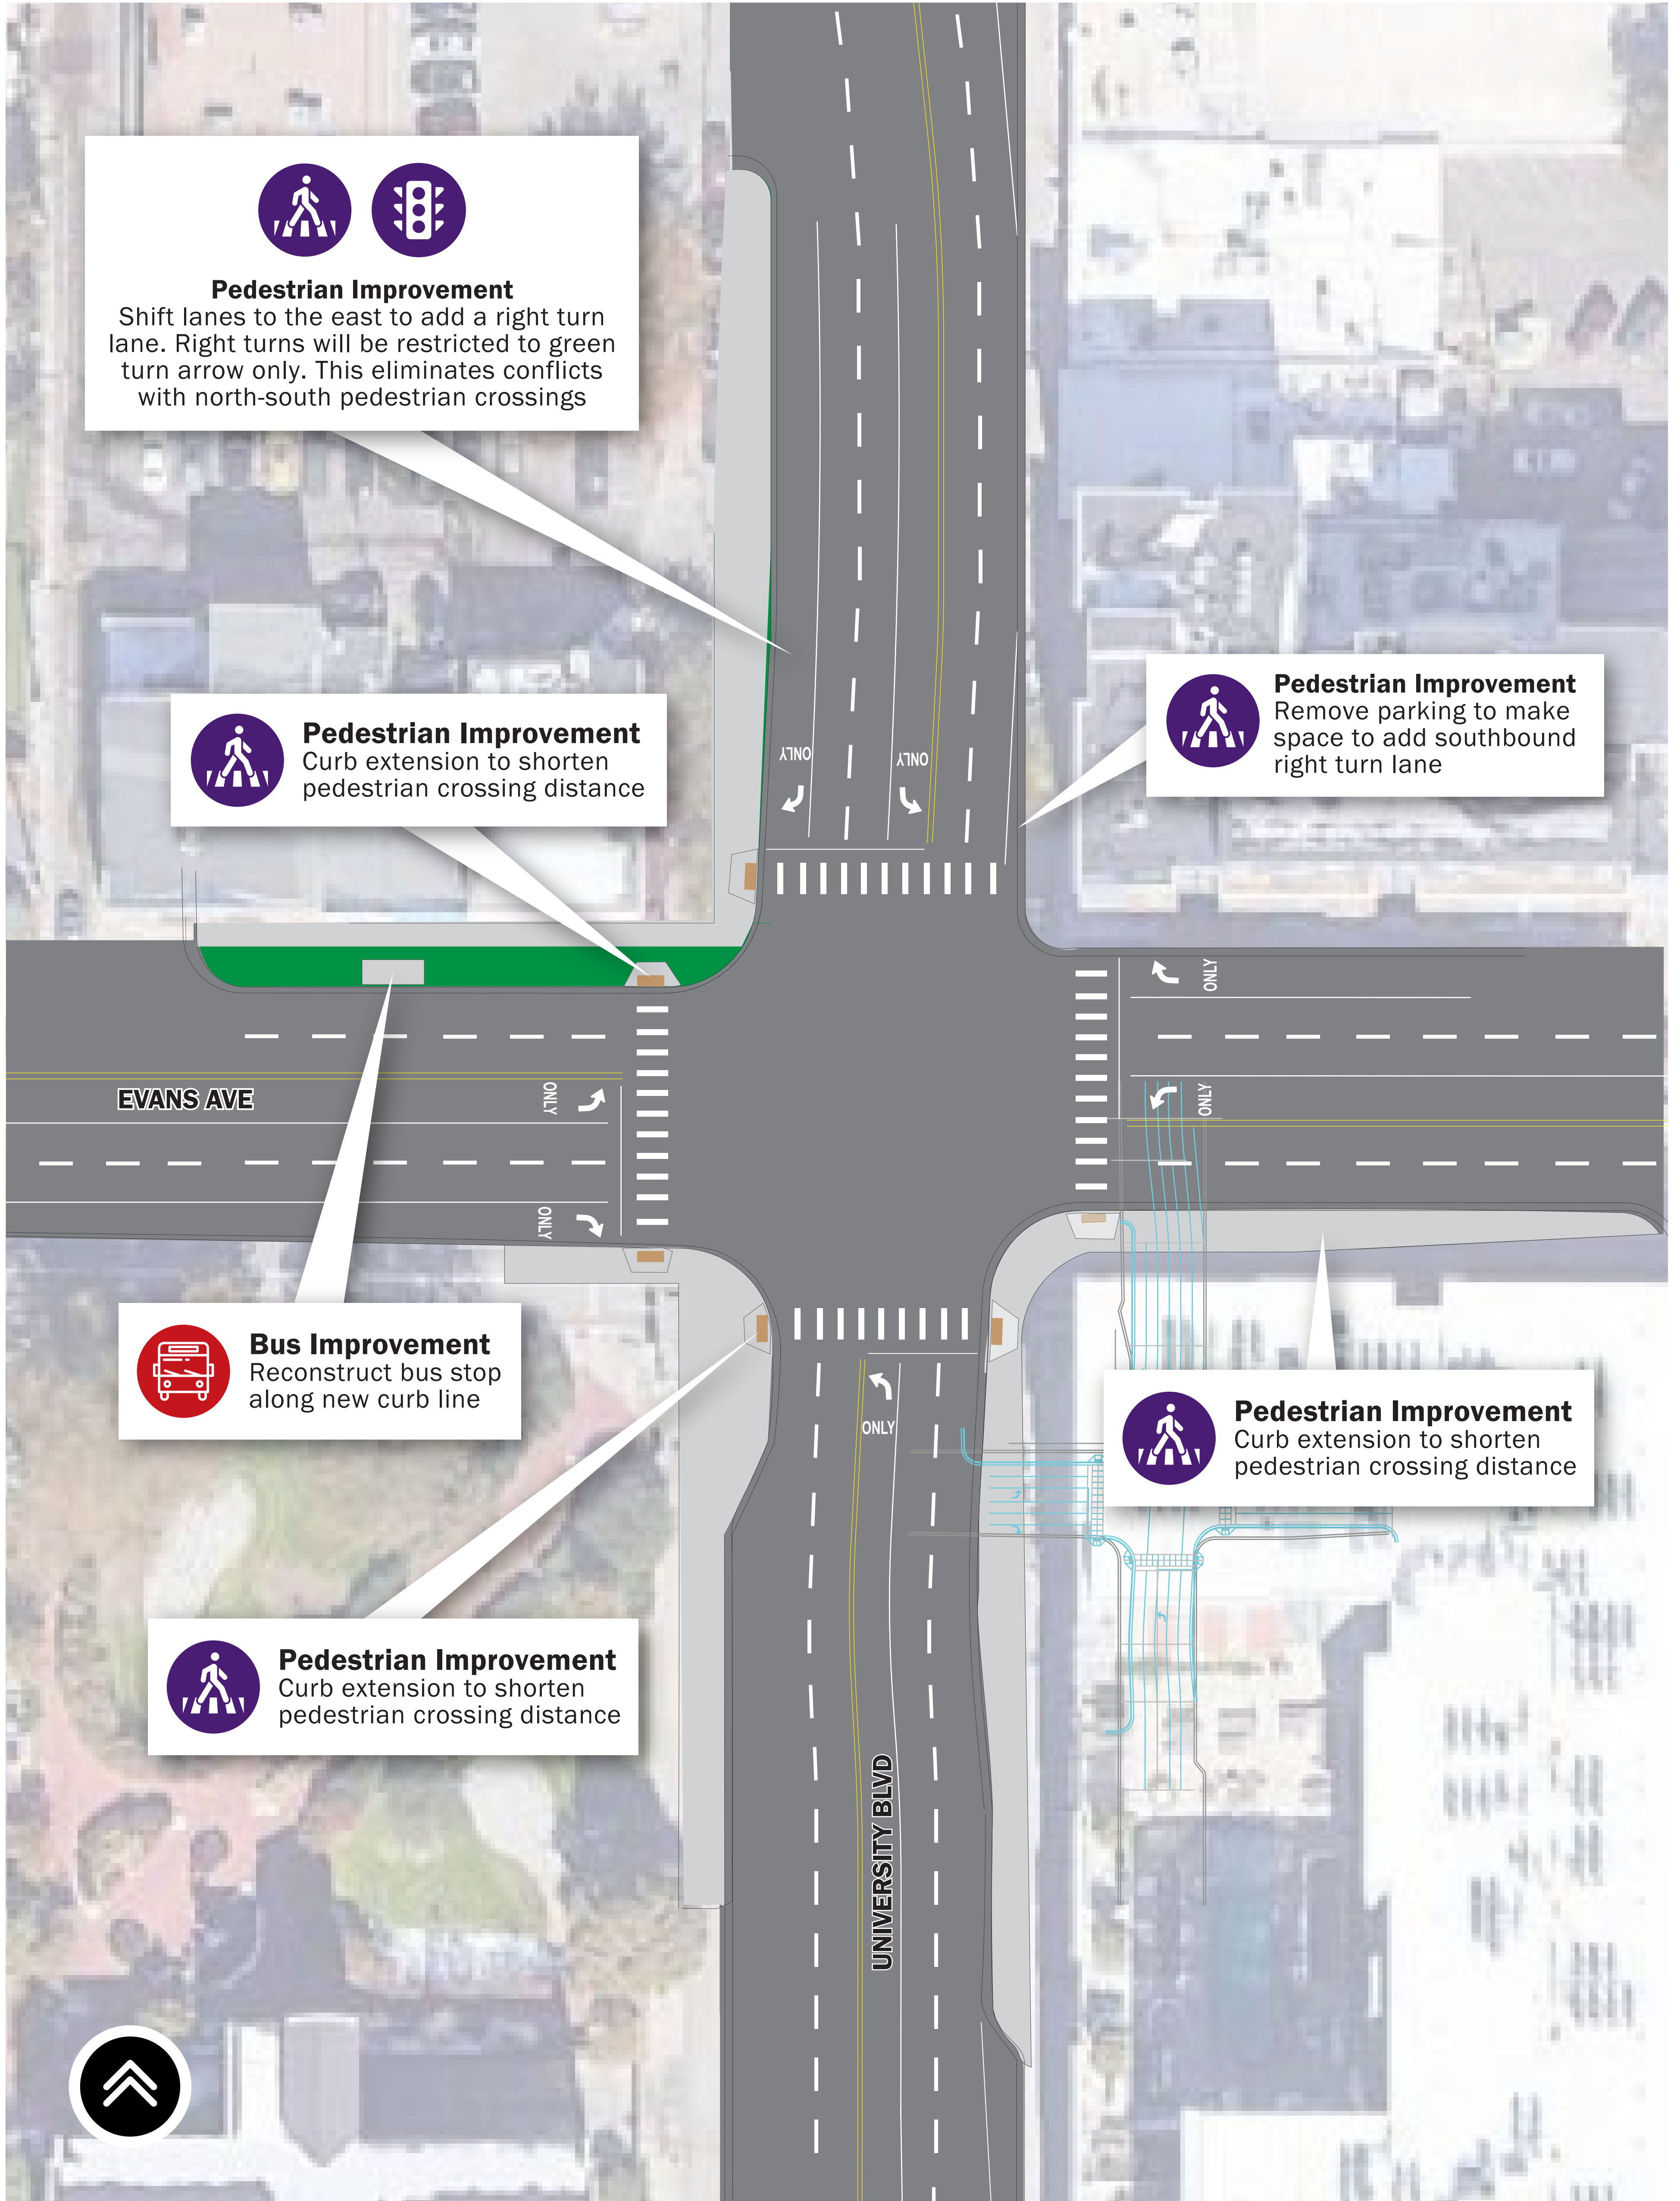 Pedestrian Improvement
Shift lanes to the east to add a right turn
lane. Right turns will be restricted to green
turn arrow only. This eliminates conflicts
with north-south pedestrian crossings
Pedestrian Improvement
Remove parking to make
space to add southbound
right turn lane
Pedestrian Improvement
Curb extension to shorten
pedestrian crossing distance
ONLY
ONLY
ONLY
ONLY
EVANS AVE
ONLY
ONLY
Bus Improvement
Reconstruct bus stop
along new curb line
ONLY
Pedestrian Improvement
Curb extension to shorten
pedestrian crossing distance
Pedestrian Improvement
Curb extension to shorten
pedestrian crossing distance
UNIVERSITY BLVD